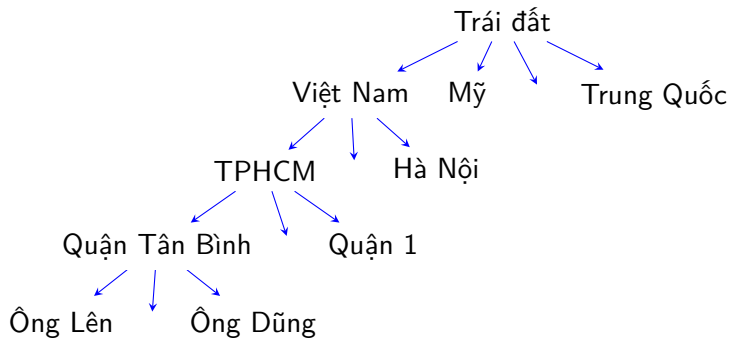 Trái đất
Việt Nam Mỹ Trung Quốc
TPHCM Hà Nội
Quận Tân Bình Quận 1
Ông Lên Ông Dũng